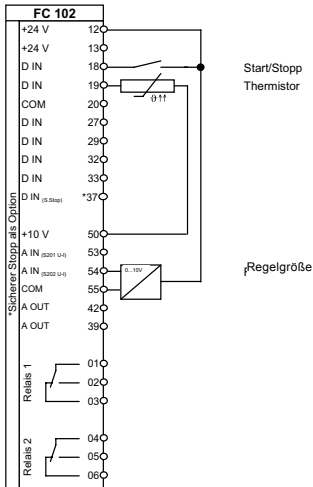 FC 102
+24 V 12
+24 V 13
D IN 18 Start/Stopp
D IN 19 Thermistor
ϑ ↑↑
COM 20
D IN 27
D IN 29
D IN 32
D IN 33
D IN (S.Stop) *37
+10 V 50
A IN (S201 U-I) 53
A IN (S202 U-I) 54 0...10V Regelgröße
COM 55
A OUT 42
A OUT 39
*Sicherer Stopp als Option
Relais 1
01
02
03
Relais 2
04
05
06